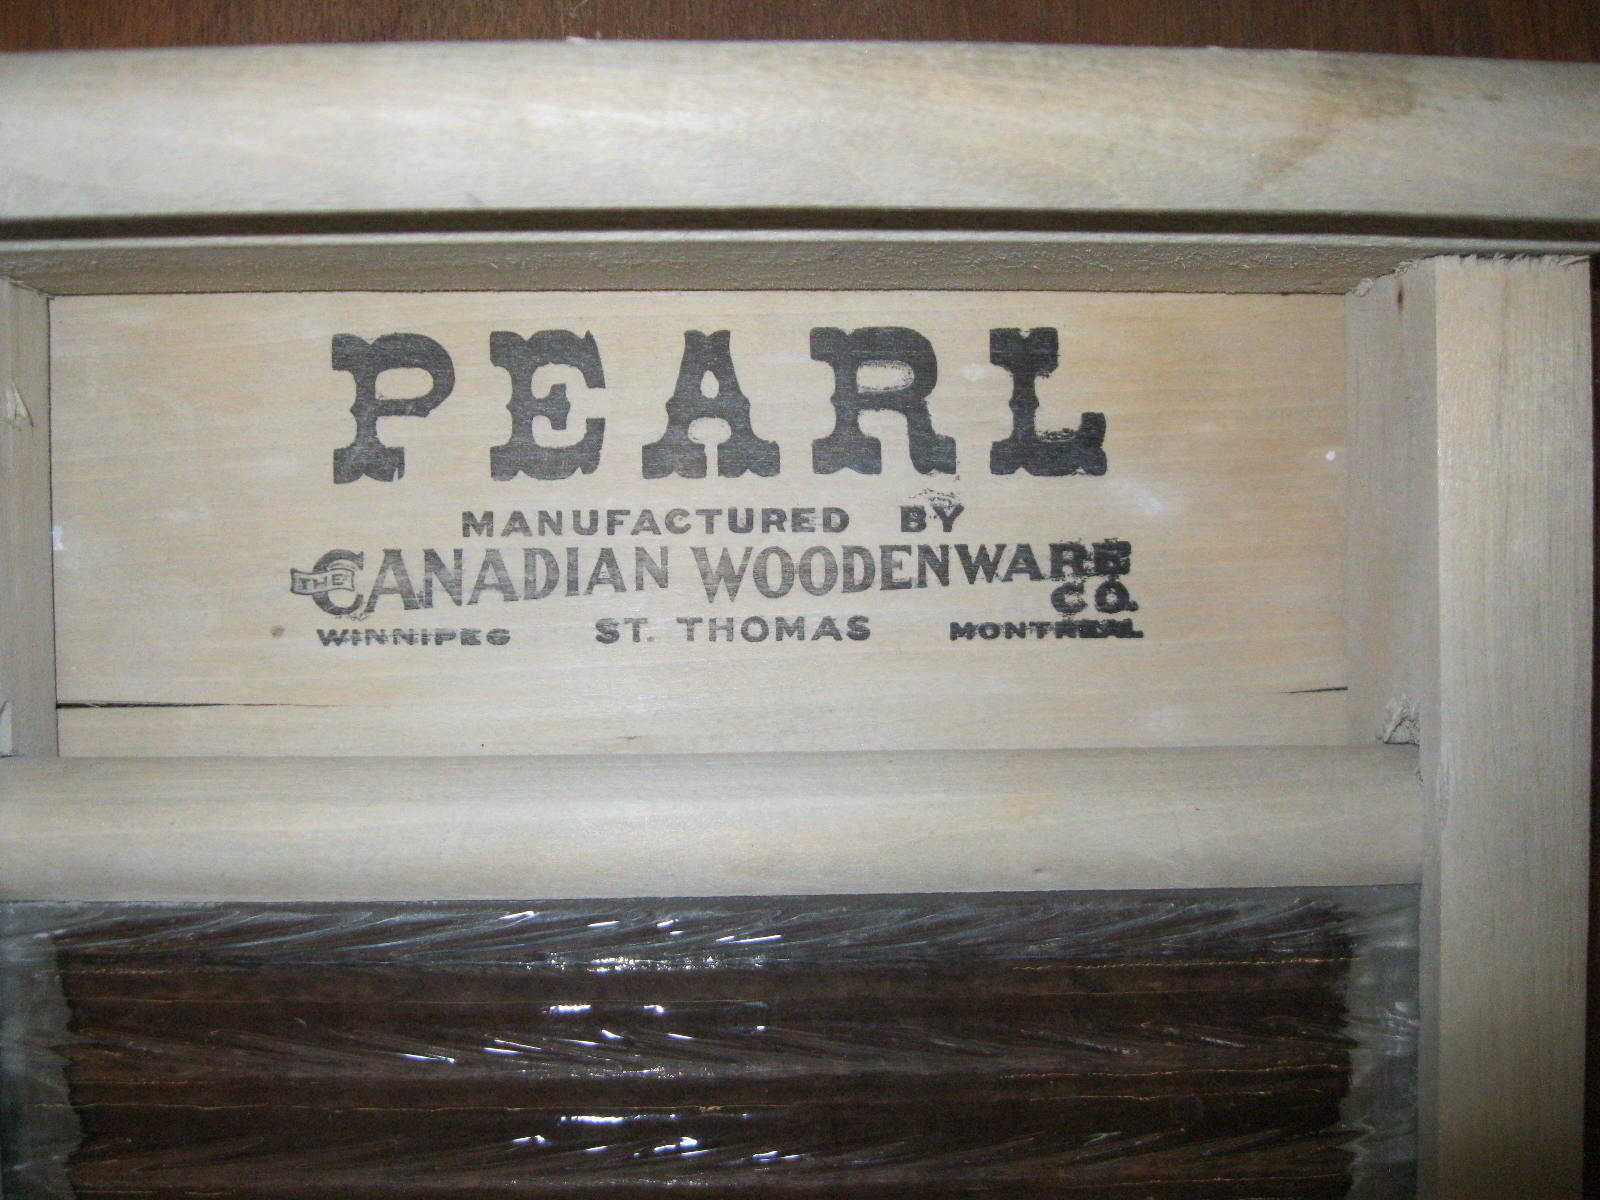 PEARL
MANUFACTURED BY
THE CANADIAN WOODENWARE
CO.
WINNIPEG ST. THOMAS MONTREAL